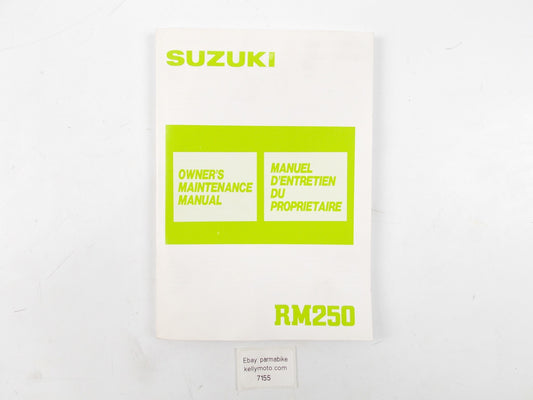 SUZUKI
OWNER'S
MAINTENANCE
MANUAL
MANUEL
D'ENTRETIEN
DU
PROPRIETAIRE
RM250
Ebay: parmabike
kellymoto.com
7155